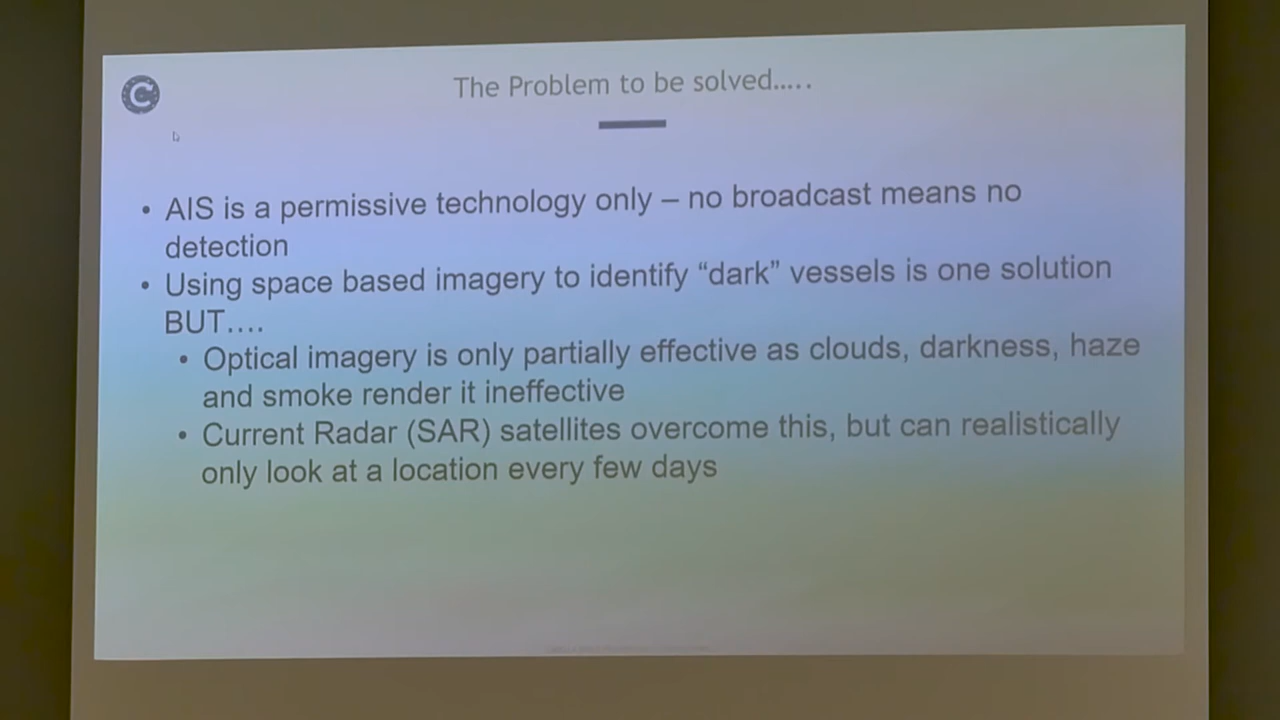 C
The Problem to be solved.....
• AIS is a permissive technology only – no broadcast means no
detection
• Using space based imagery to identify “dark” vessels is one solution
BUT....
• Optical imagery is only partially effective as clouds, darkness, haze
and smoke render it ineffective
• Current Radar (SAR) satellites overcome this, but can realistically
only look at a location every few days